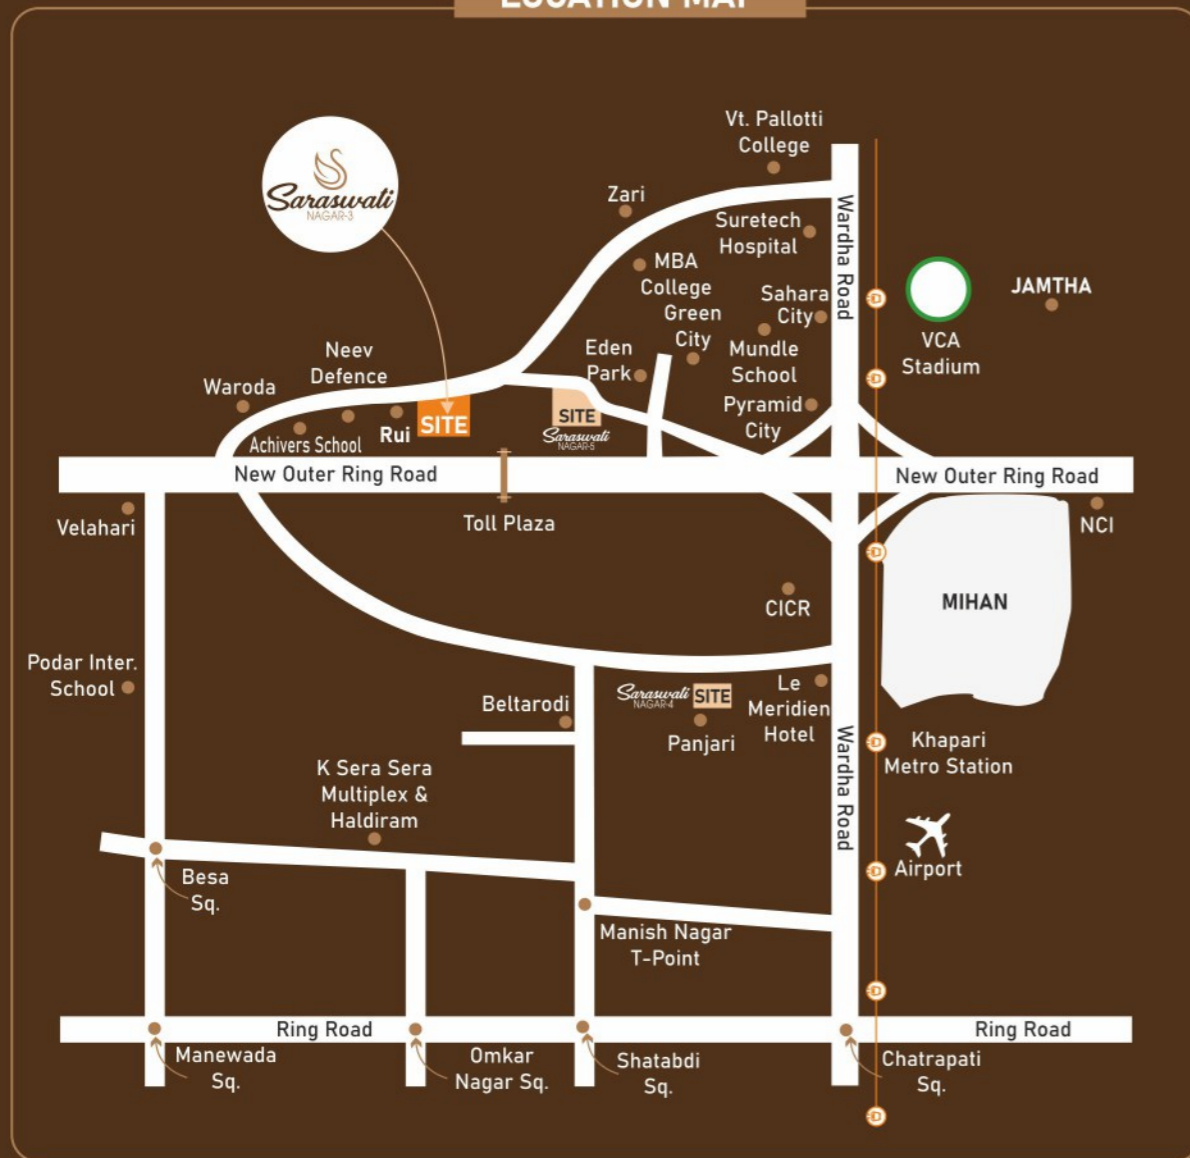 LOCATION MAP
Vt. Pallotti
College
Saraswati
NAGAR-3
Zari
Suretech
Hospital
Wardha Road
MBA
College
Green
City
Sahara
City
JAMTHA
VCA
Stadium
Neev
Defence
Eden
Park
Mundle
School
Waroda
Pyramid
City
Achivers School
Rui
SITE
SITE
Saraswati
NAGAR-5
New Outer Ring Road
New Outer Ring Road
Velahari
Toll Plaza
NCI
CICR
MIHAN
Podar Inter.
School
Beltarodi
Saraswati
NAGAR-4
SITE
Le
Meridien
Hotel
Panjari
Wardha Road
Khapari
Metro Station
K Sera Sera
Multiplex &
Haldiram
Airport
Besa
Sq.
Manish Nagar
T-Point
Ring Road
Ring Road
Manewada
Sq.
Omkar
Nagar Sq.
Shatabdi
Sq.
Chatrapati
Sq.